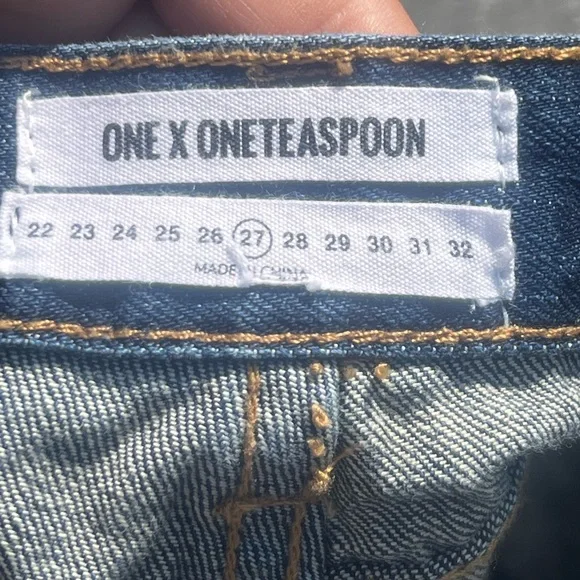 ONE X ONETEASPOON
22 23 24 25 26 27 28 29 30 31 32
MADE IN CHINA